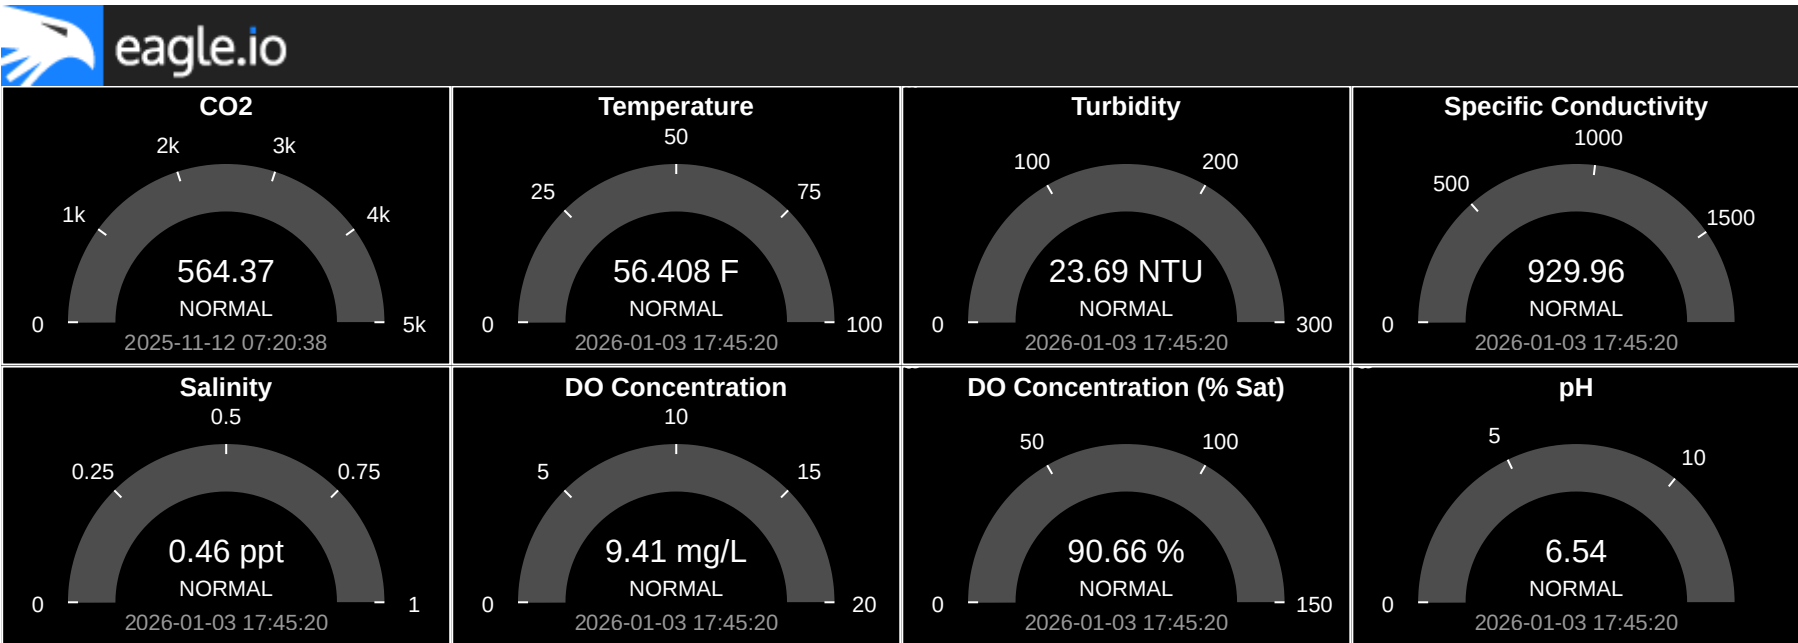 eagle.io
CO2
2k
3k
1k
4k
564.37
NORMAL
0
5k
2025-11-12 07:20:38
Temperature
50
25
75
56.408 F
NORMAL
0
100
2026-01-03 17:45:20
Turbidity
100
200
23.69 NTU
NORMAL
0
300
2026-01-03 17:45:20
Specific Conductivity
1000
500
1500
929.96
NORMAL
0
2026-01-03 17:45:20
Salinity
0.5
0.25
0.75
0.46 ppt
NORMAL
0
1
2026-01-03 17:45:20
DO Concentration
10
5
15
9.41 mg/L
NORMAL
0
20
2026-01-03 17:45:20
DO Concentration (% Sat)
50
100
90.66 %
NORMAL
0
150
2026-01-03 17:45:20
pH
5
10
6.54
NORMAL
0
2026-01-03 17:45:20